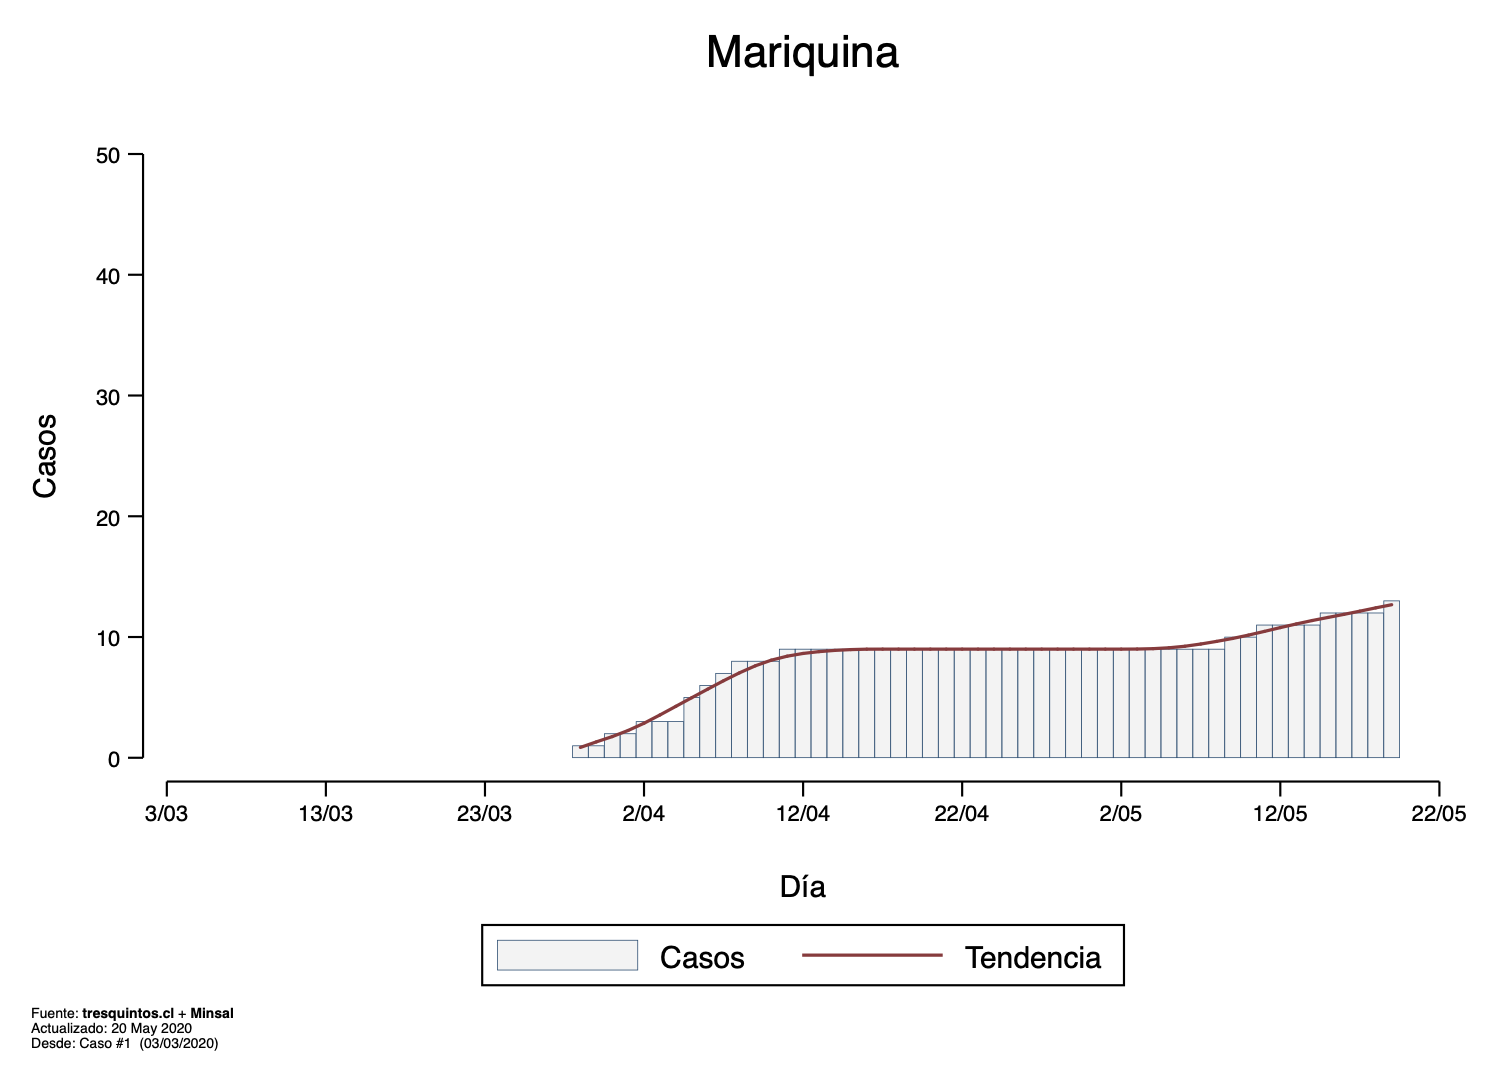 Mariquina
50
40
30
20
10
0
Casos
3/03 13/03 23/03 2/04 12/04 22/04 2/05 12/05 22/05
Día
Casos Tendencia
Fuente: tresquintos.cl + Minsal
Actualizado: 20 May 2020
Desde: Caso #1 (03/03/2020)